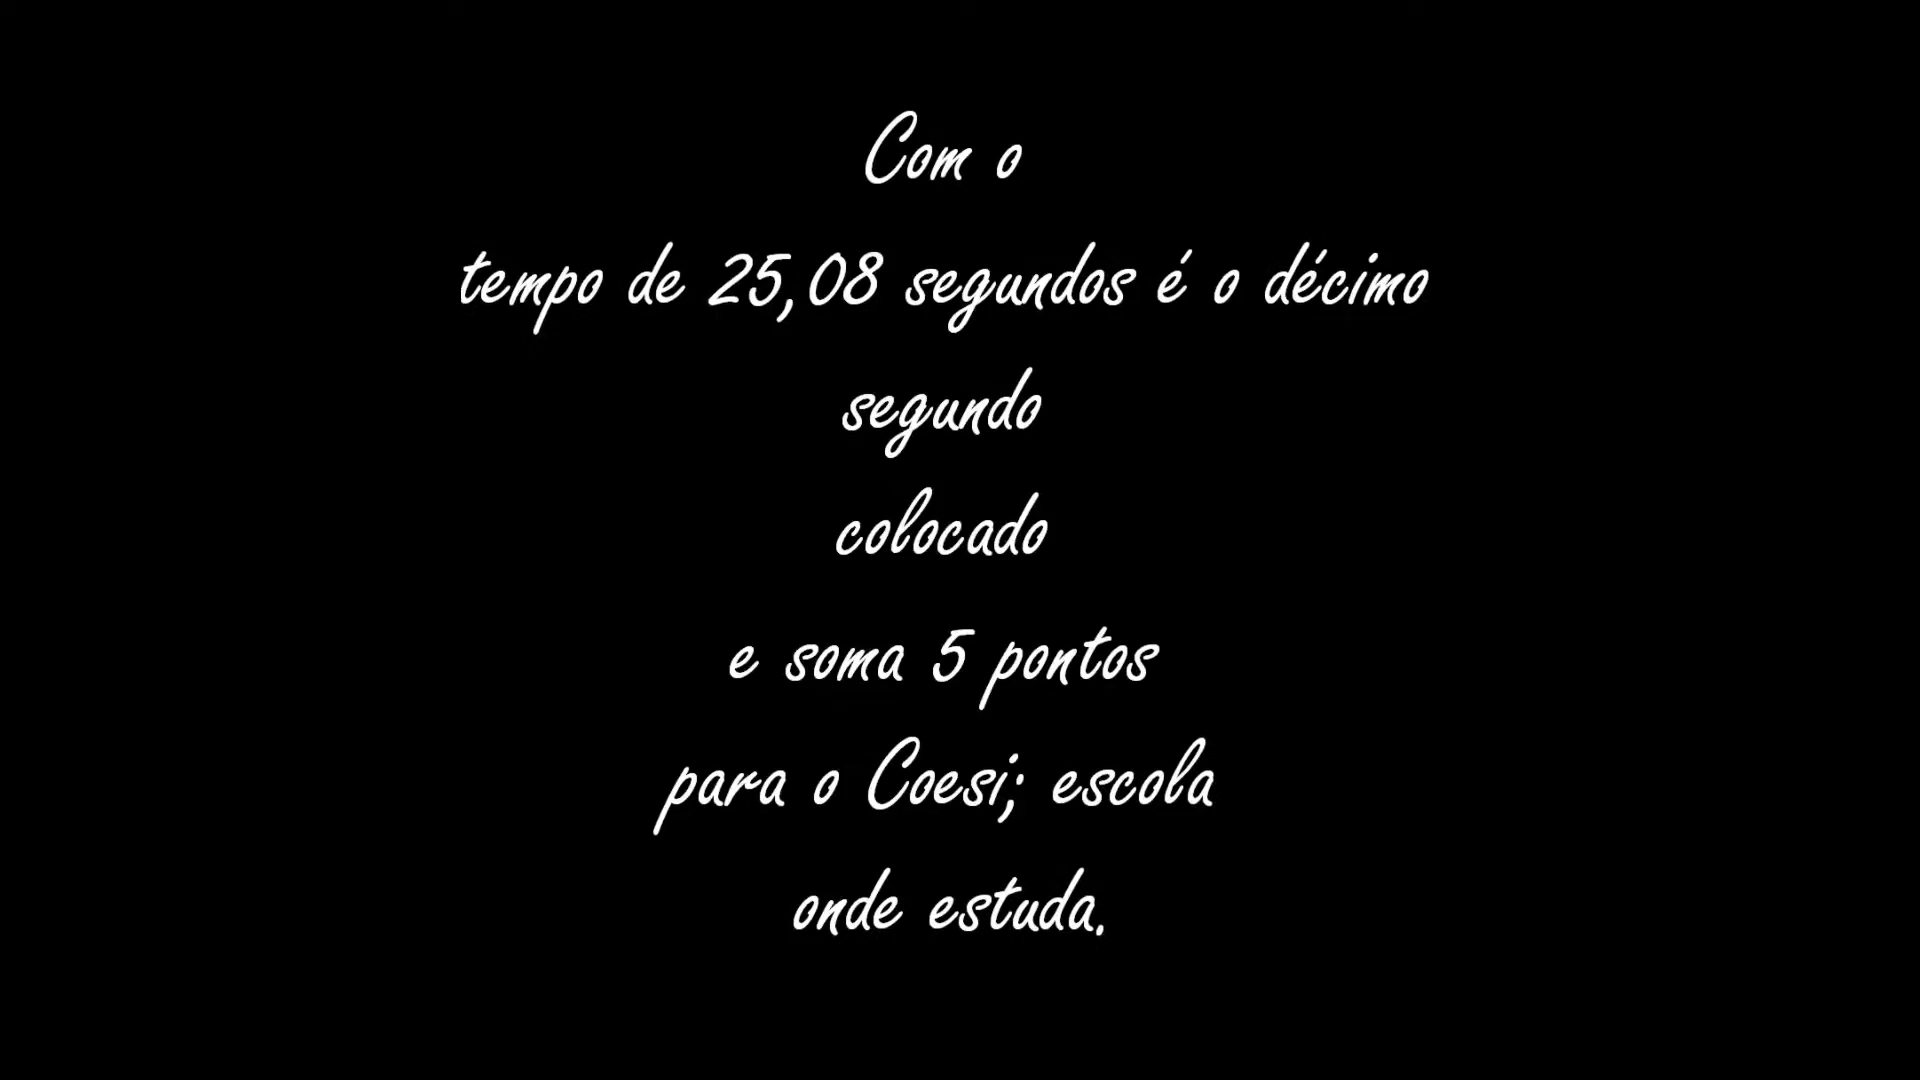 Com o
tempo de 25,08 segundos é o décimo
segundo
colocado
e soma 5 pontos
para o Coesi; escola
onde estuda.